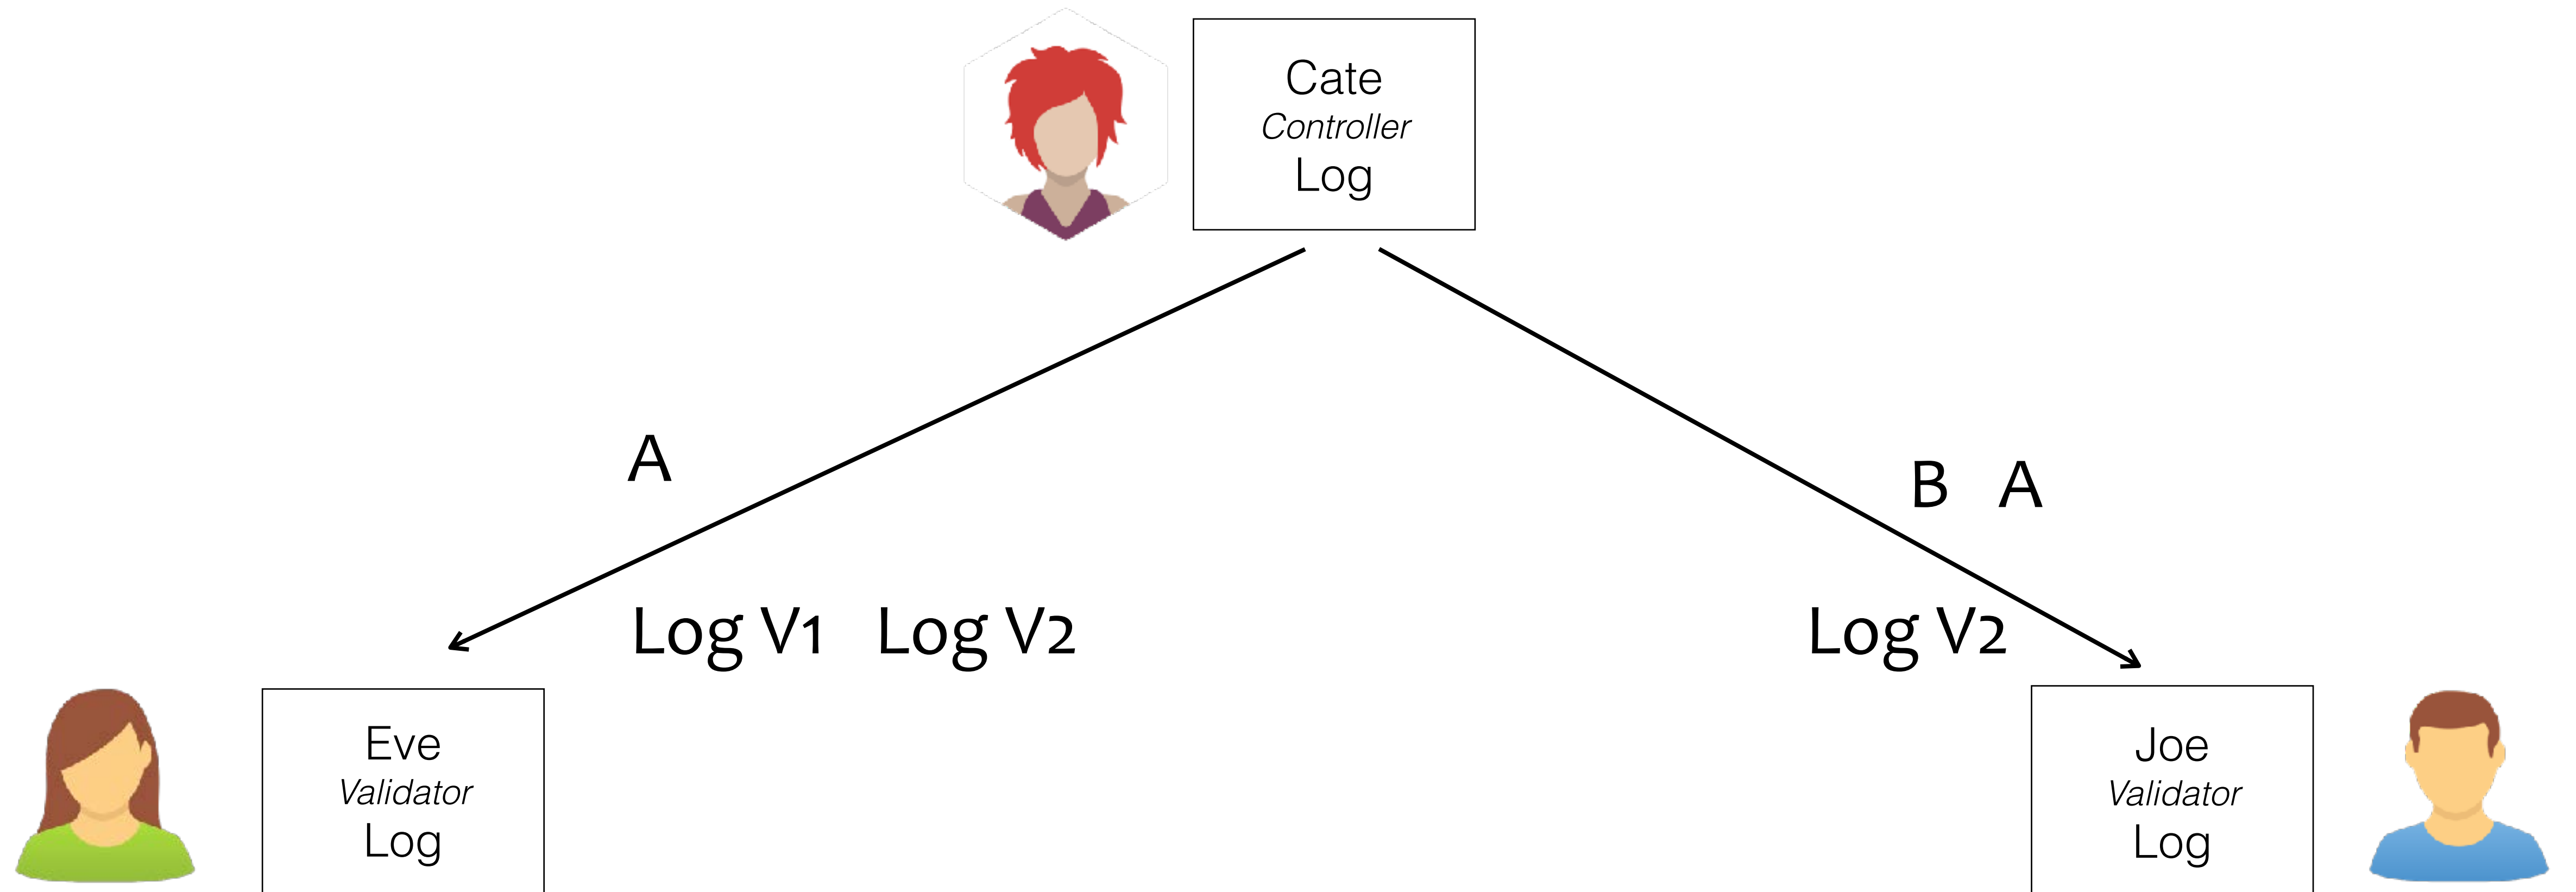 Cate
Controller
Log
A
B A
Log V1 Log V2
Log V2
Eve
Validator
Log
Joe
Validator
Log